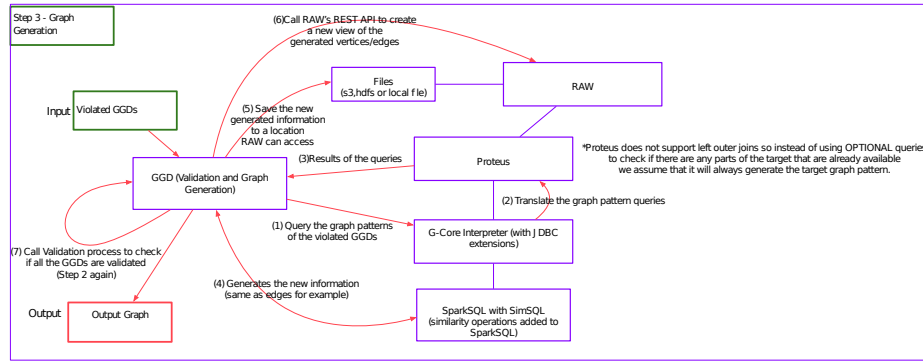 Step 3 - Graph
Generation
(6)Call RAW's REST API to create
a new view of the
generated vertices/edges
Files
(s3,hdfs or local file)
RAW
Input
Violated GGDs
(5) Save the new
generated information
to a location
RAW can access
*Proteus does not support left outer joins so instead of using OPTIONAL queries
to check if there are any parts of the target that are already available
we assume that it will always generate the target graph pattern.
(3)Results of the queries
Proteus
GGD (Validation and Graph
Generation)
(2) Translate the graph pattern queries
(1) Query the graph patterns
of the violated GGDs
G-Core Interpreter (with JDBC
extensions)
(7) Call Validation process to check
if all the GGDs are validated
(Step 2 again)
(4) Generates the new information
(same as edges for example)
Output
Output Graph
SparkSQL with SimSQL
(similarity operations added to
SparkSQL)